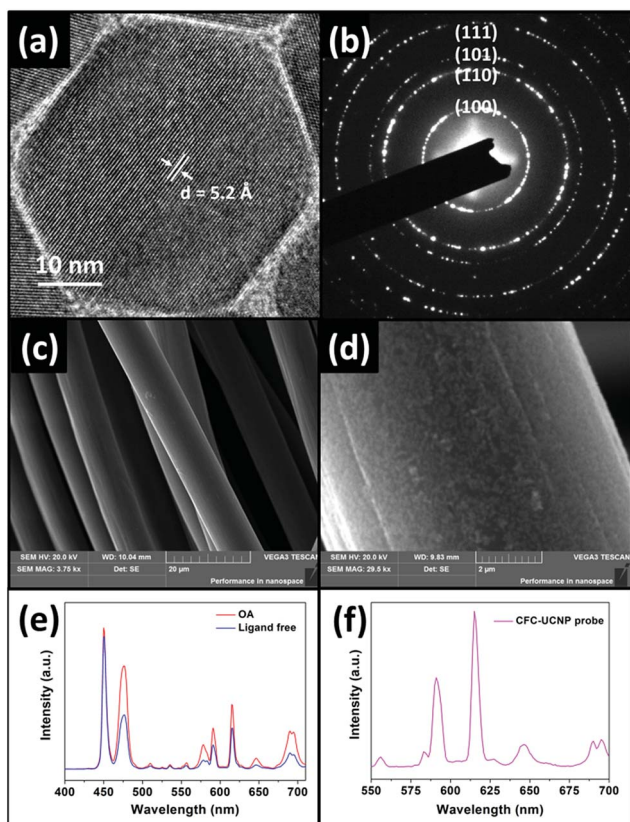 (a)
d = 5.2 Å
10 nm
(b)
(111)
(101)
(110)
(100)
(c)
SEM HV: 20.0 kV WD: 10.04 mm VEGA3 TESCAN
SEM MAG: 3.75 kx Det: SE 20 µm
Performance in nanospace
(d)
SEM HV: 20.0 kV WD: 9.83 mm VEGA3 TESCAN
SEM MAG: 29.5 kx Det: SE 2 µm
Performance in nanospace
(e)
OA
Ligand free
Intensity (a.u.)
400 450 500 550 600 650 700
Wavelength (nm)
(f)
CFC-UCNP probe
Intensity (a.u.)
550 575 600 625 650 675 700
Wavelength (nm)